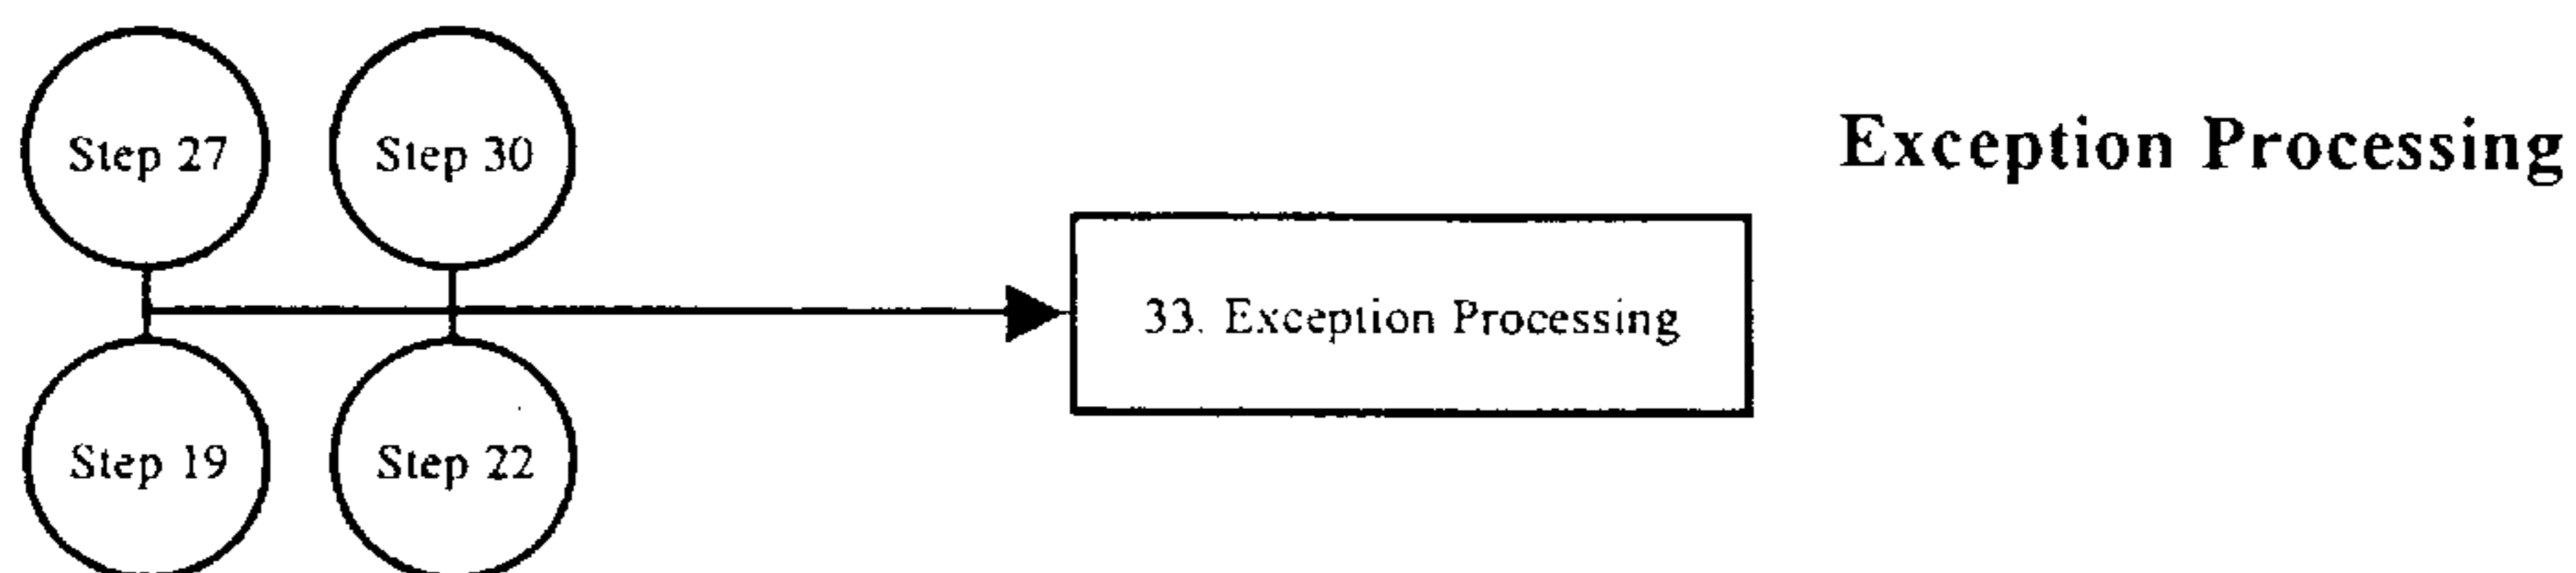 Step 27
Step 30
Exception Processing
33. Exception Processing
Step 19
Step 22